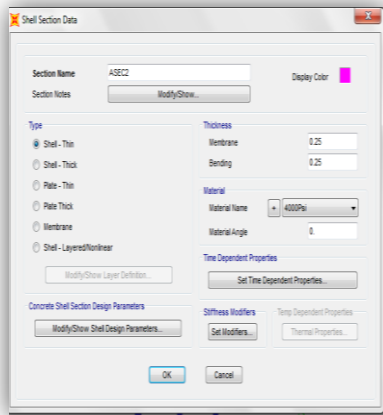 Shell Section Data
Section Name ASEC2 Display Color
Section Notes Modify/Show...
Type
Shell - Thin
Shell - Thick
Plate - Thin
Plate Thick
Membrane
Shell - Layered/Nonlinear
Modify/Show Layer Definition...
Concrete Shell Section Design Parameters
Modify/Show Shell Design Parameters...
Thickness
Membrane 0.25
Bending 0.25
Material
Material Name + 4000Psi
Material Angle 0.
Time Dependent Properties
Set Time Dependent Properties...
Stiffness Modifiers
Set Modifiers...
Temp Dependent Properties
Thermal Properties...
OK Cancel